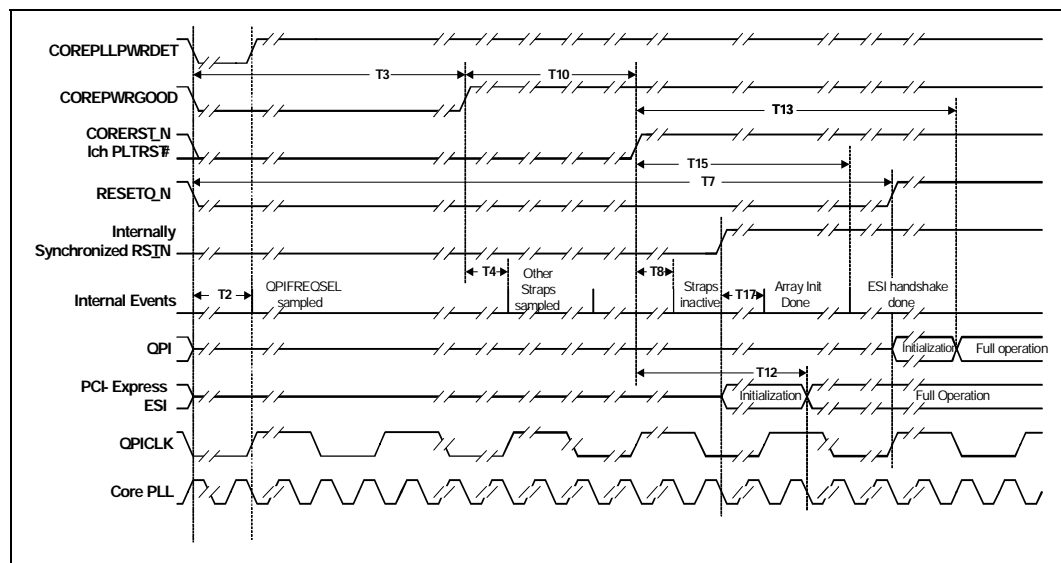 COREPLLPWRDET
T3
T10
COREPWRGOOD
T13
CORERST_N
Ich PLTRST#
T15
T7
RESETO_N
Internally
Synchronized RSTN
T4
Other
Straps
sampled
T8
Straps
inactive
T17
Array Init
Done
ESI handshake
done
Internal Events
T2
QPIFREQSEL
sampled
QPI
Initialization
Full operation
T12
PCI- Express
ESI
Initialization
Full Operation
QPICLK
Core PLL